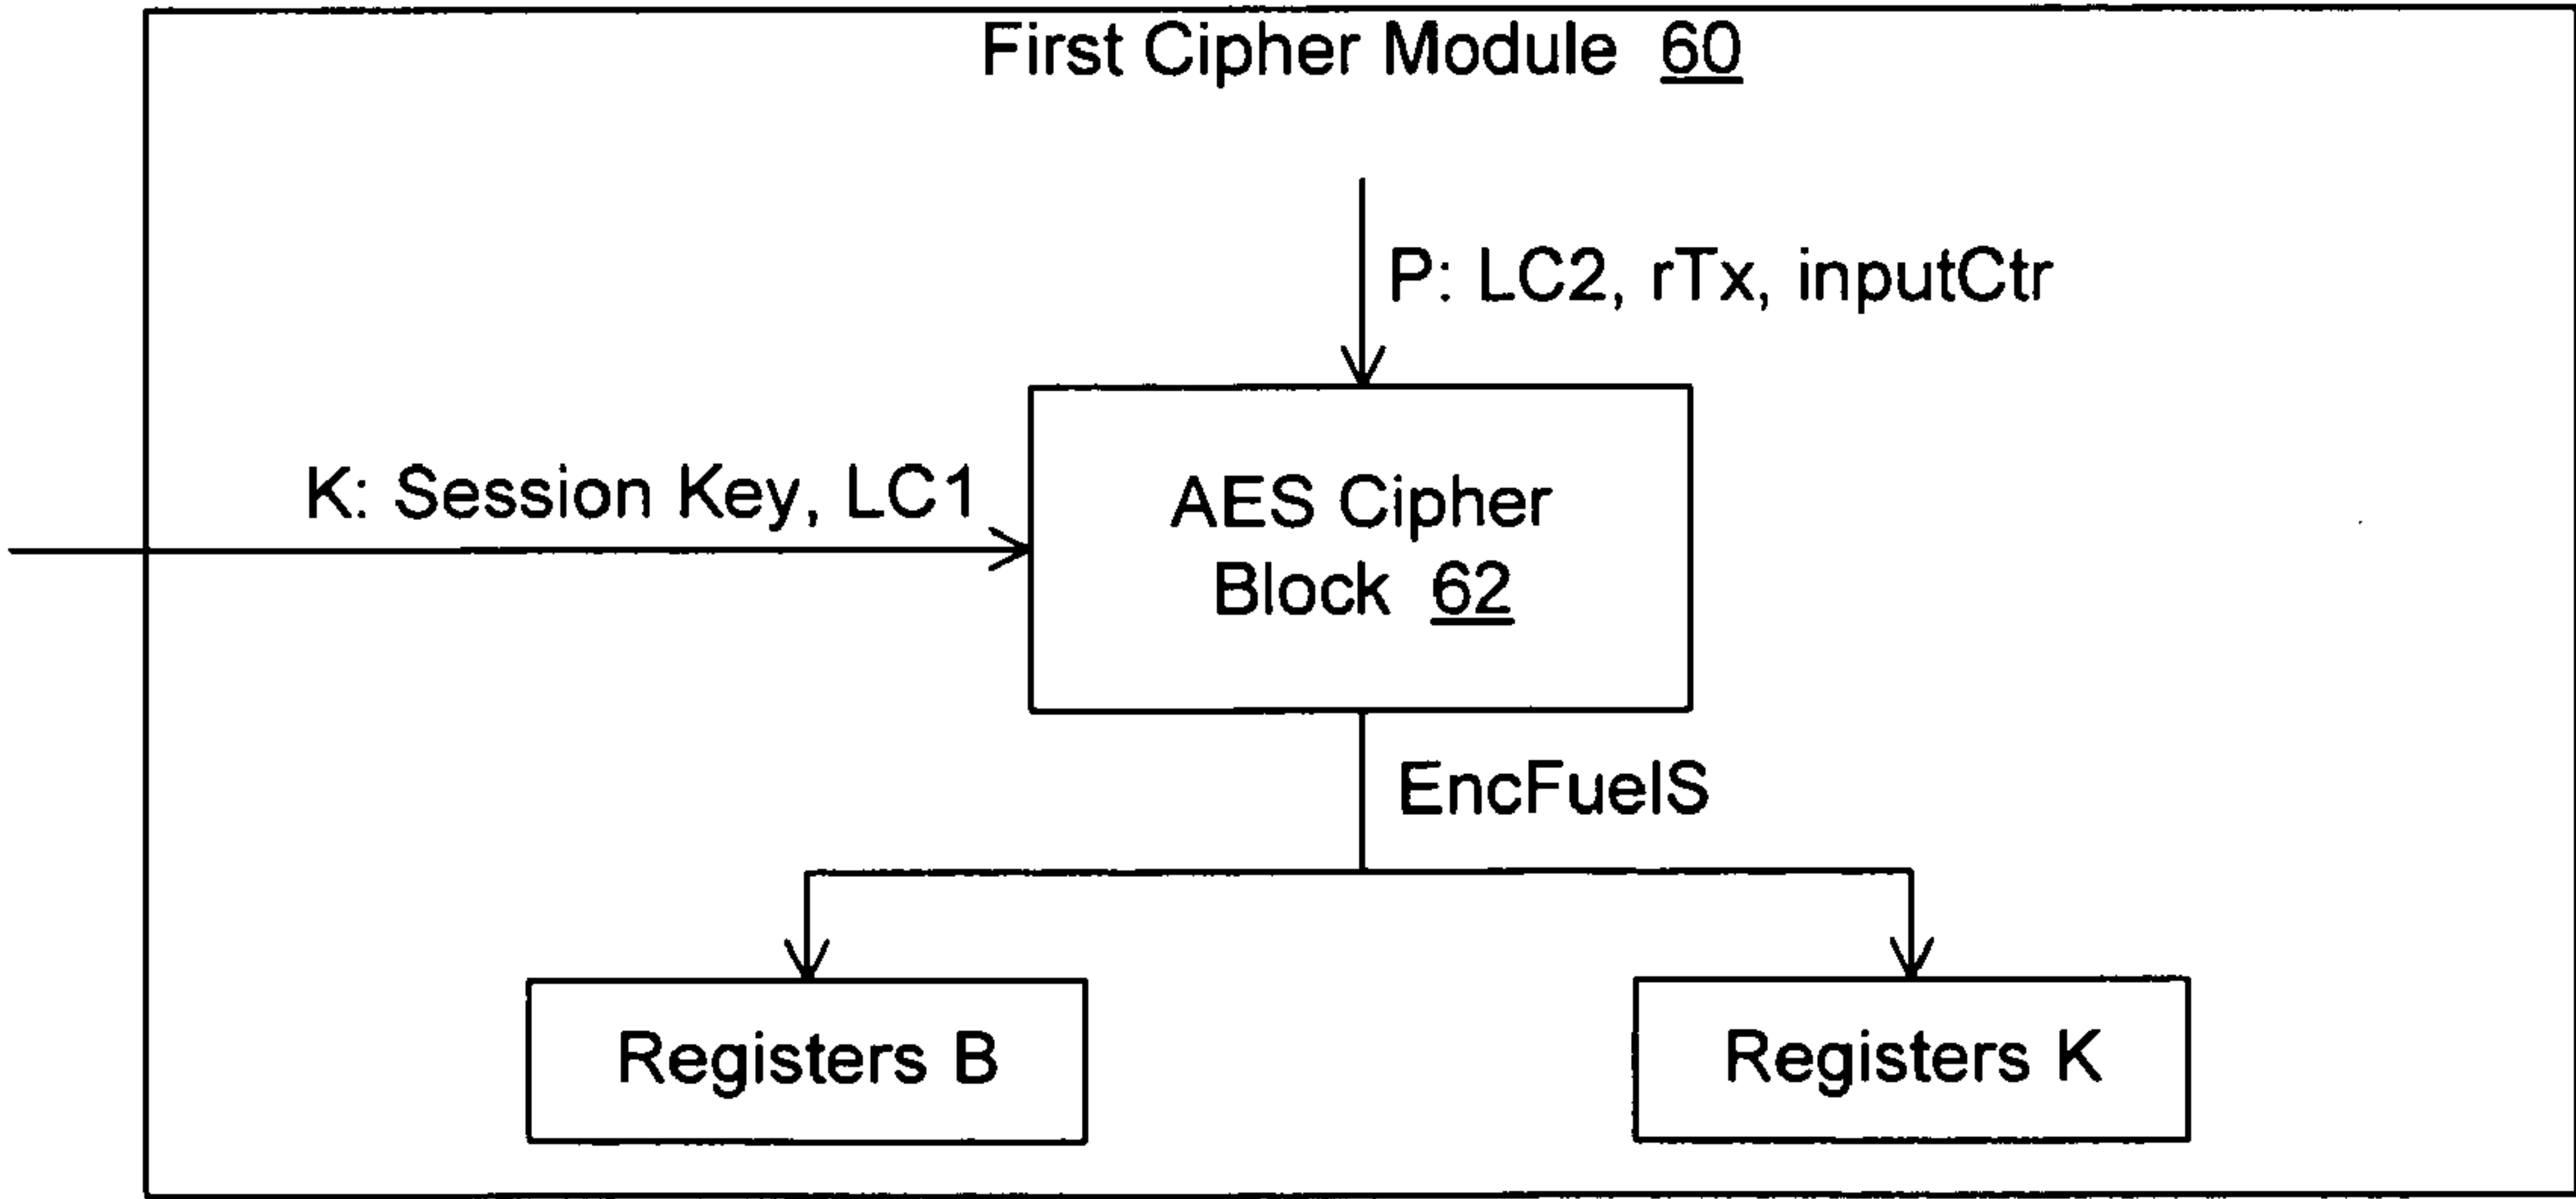 First Cipher Module 60
P: LC2, rTx, inputCtr
K: Session Key, LC1
AES Cipher
Block 62
EncFuelS
Registers B
Registers K